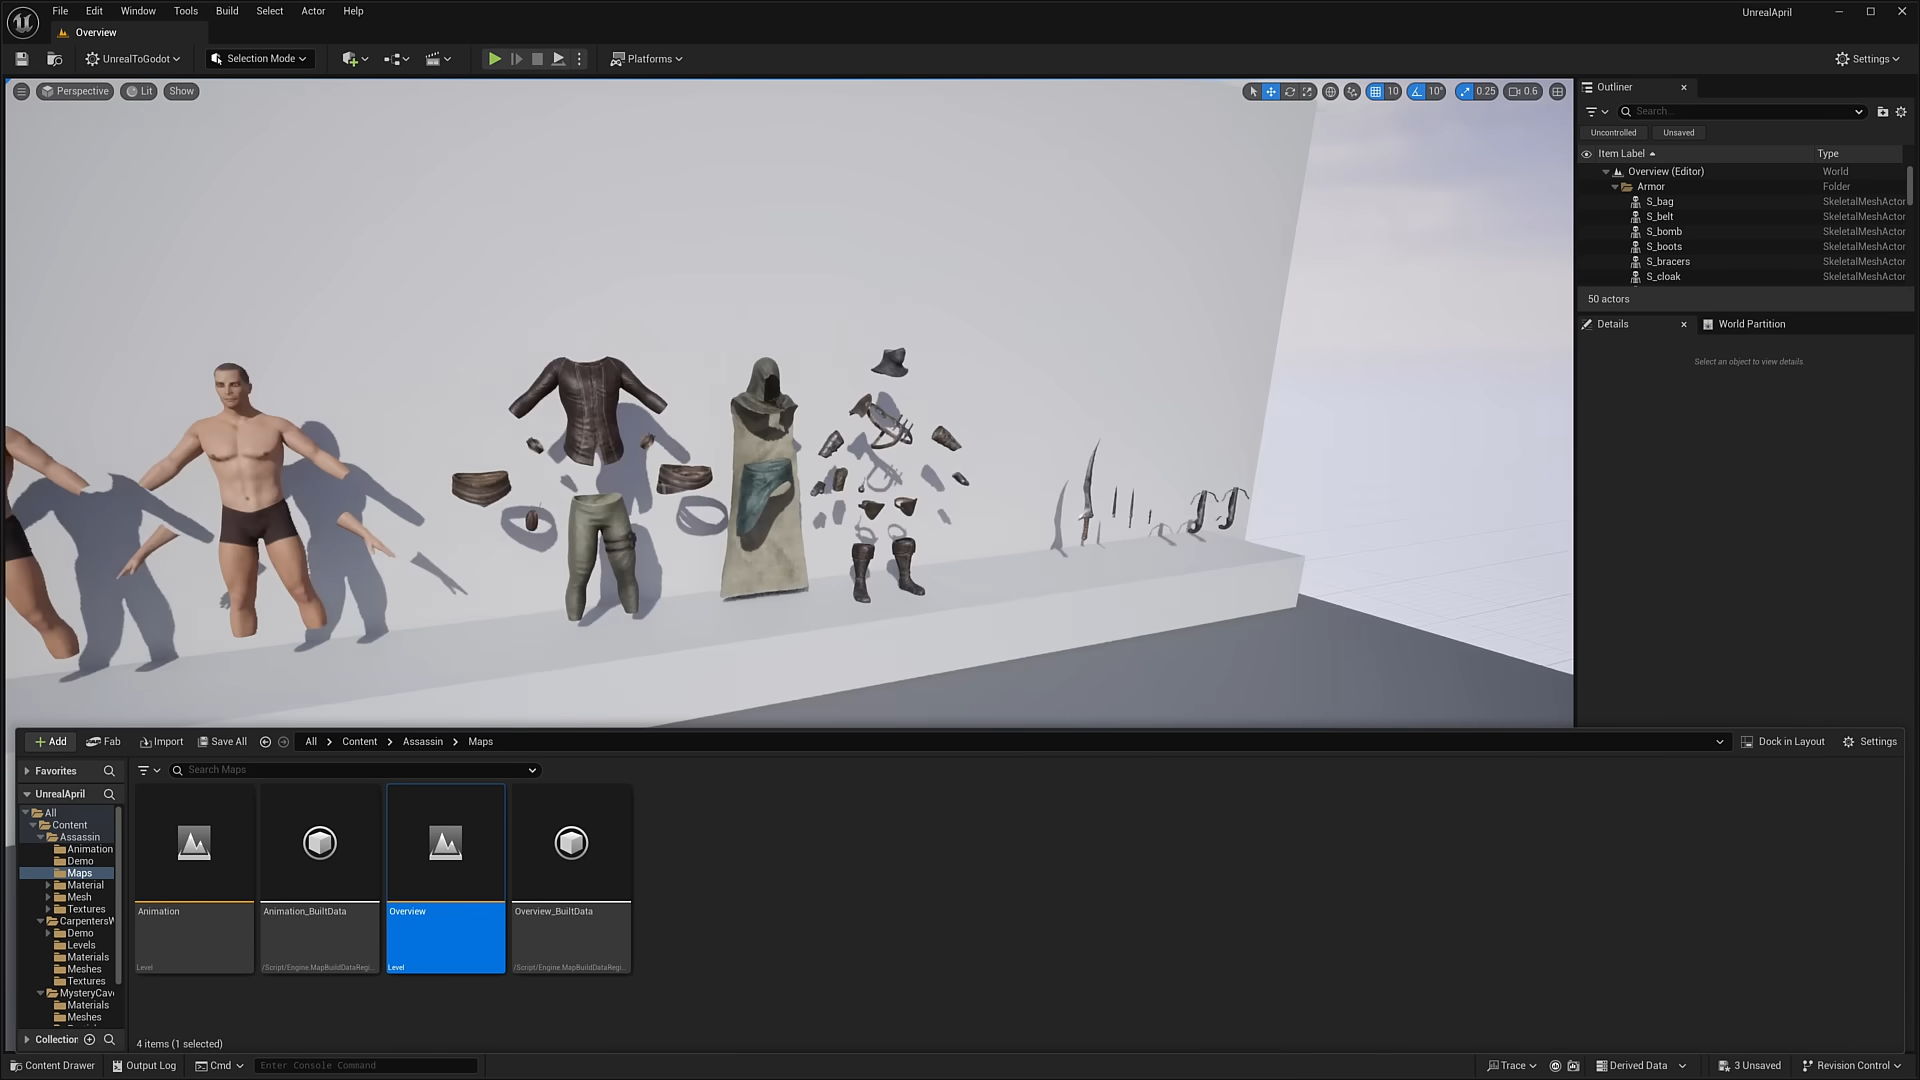 File Edit Window Tools Build Select Actor Help
UnrealApril
Overview
UnrealToGodot
Selection Mode
Platforms
Settings
Perspective Lit Show
10 10° 0.25 0.6
Outliner
Search...
Uncontrolled Unsaved
Item Label Type
Overview (Editor) World
Armor Folder
S_bag SkeletalMeshActor
S_belt SkeletalMeshActor
S_bomb SkeletalMeshActor
S_boots SkeletalMeshActor
S_bracers SkeletalMeshActor
S_cloak SkeletalMeshActor
50 actors
Details World Partition
Select an object to view details.
Add Fab Import Save All All Content Assassin Maps Dock in Layout Settings
Favorites
Search Maps
UnrealApril
All
Content
Assassin
Animation
Demo
Maps
Material
Mesh
Textures
CarpentersW
Demo
Levels
Materials
Meshes
Textures
MysteryCav
Materials
Meshes
Collection
Animation
Level
Animation_BuiltData
/Script/Engine.MapBuildDataRegi...
Overview
Level
Overview_BuiltData
/Script/Engine.MapBuildDataRegi...
4 items (1 selected)
Content Drawer Output Log Cmd Enter Console Command Trace Derived Data 3 Unsaved Revision Control